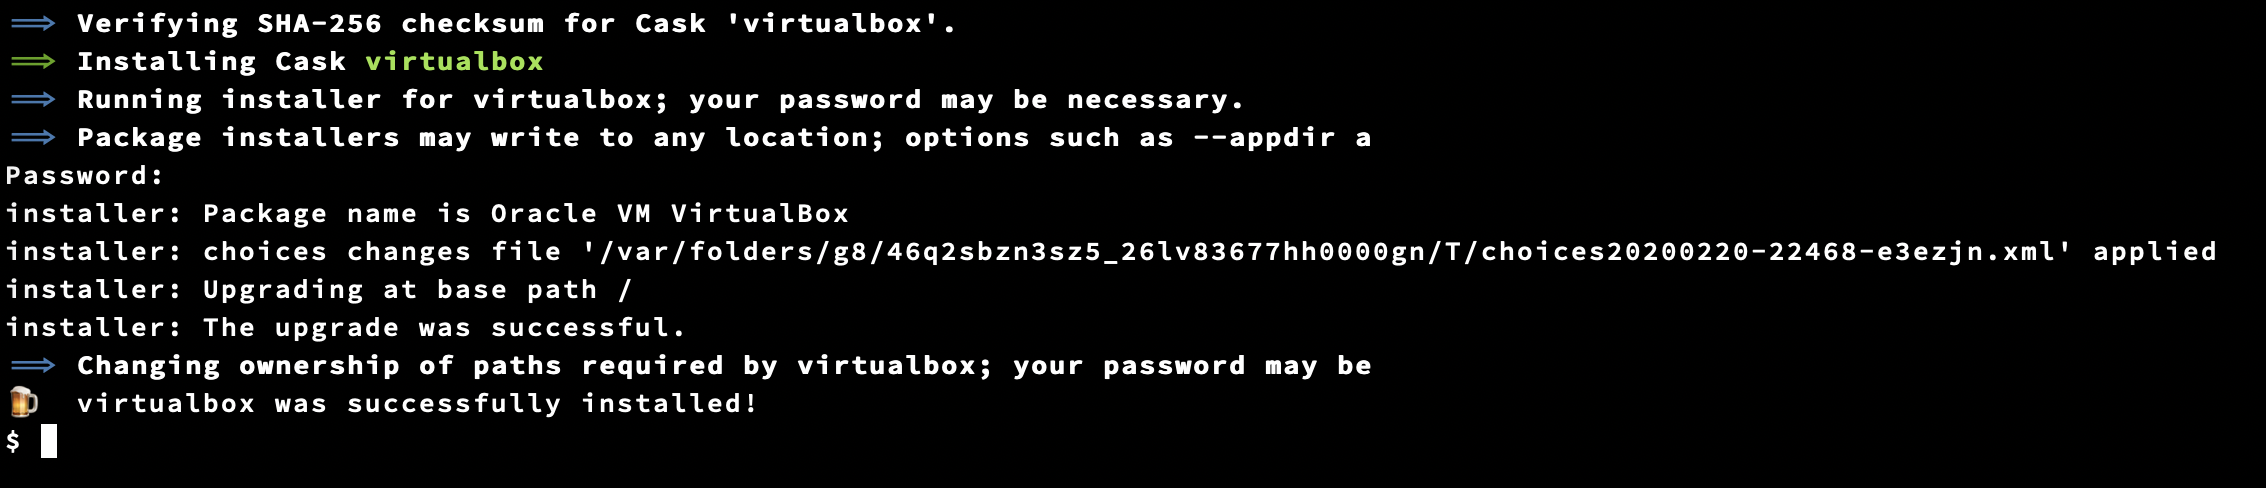 ==> Verifying SHA-256 checksum for Cask 'virtualbox'.
==> Installing Cask virtualbox
==> Running installer for virtualbox; your password may be necessary.
==> Package installers may write to any location; options such as --appdir a
Password:
installer: Package name is Oracle VM VirtualBox
installer: choices changes file '/var/folders/g8/46q2sbzn3sz5_26lv83677hh0000gn/T/choices20200220-22468-e3ezjn.xml' applied
installer: Upgrading at base path /
installer: The upgrade was successful.
==> Changing ownership of paths required by virtualbox; your password may be
🍺 virtualbox was successfully installed!
$